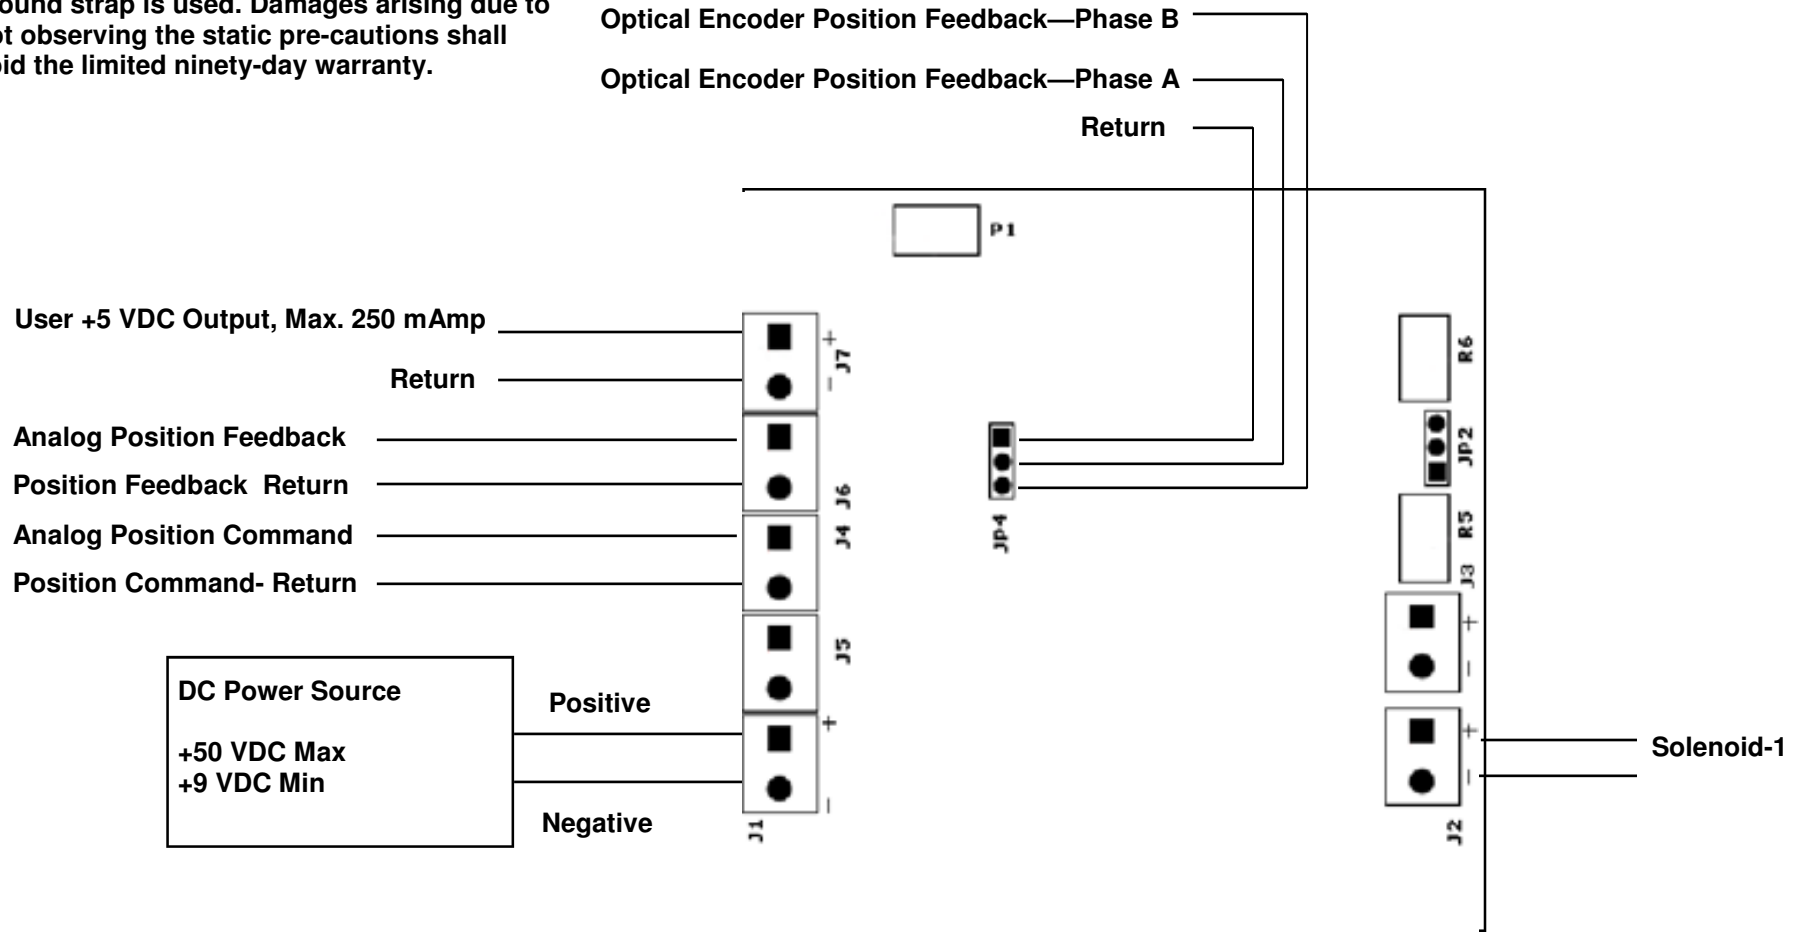 ound strap is used. Damages arising due to
ot observing the static pre-cautions shall
oid the limited ninety-day warranty.
Optical Encoder Position Feedback—Phase B
Optical Encoder Position Feedback—Phase A
Return
P1
User +5 VDC Output, Max. 250 mAmp
Return
+
J7
–
Analog Position Feedback
Position Feedback Return
J6
Analog Position Command
J4
Position Command- Return
J5
JP4
R6
JP2
R5
J3
+
–
DC Power Source
+50 VDC Max
+9 VDC Min
Positive
Negative
+
–
J1
+
–
J2
Solenoid-1